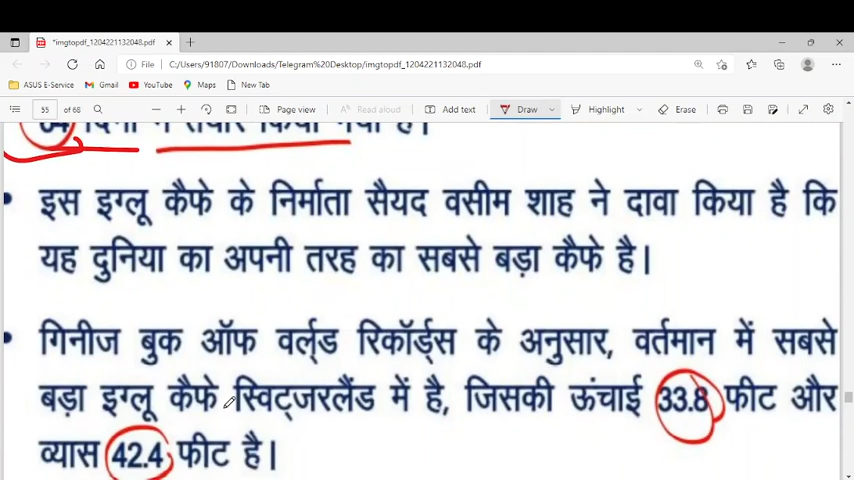 *imgtopdf_1204221132048.pdf
File C:/Users/91807/Downloads/Telegram%20Desktop/imgtopdf_1204221132048.pdf
ASUS E-Service Gmail YouTube Maps New Tab
55 of 68 Page view Read aloud Add text Draw Highlight Erase
दिनों में तैयार किया गया है।
इस इग्लू कैफे के निर्माता सैयद वसीम शाह ने दावा किया है कि
यह दुनिया का अपनी तरह का सबसे बड़ा कैफे है।
गिनीज बुक ऑफ वर्ल्ड रिकॉर्ड्स के अनुसार, वर्तमान में सबसे
बड़ा इग्लू कैफे स्विट्जरलैंड में है, जिसकी ऊंचाई 33.8 फीट और
व्यास 42.4 फीट है।